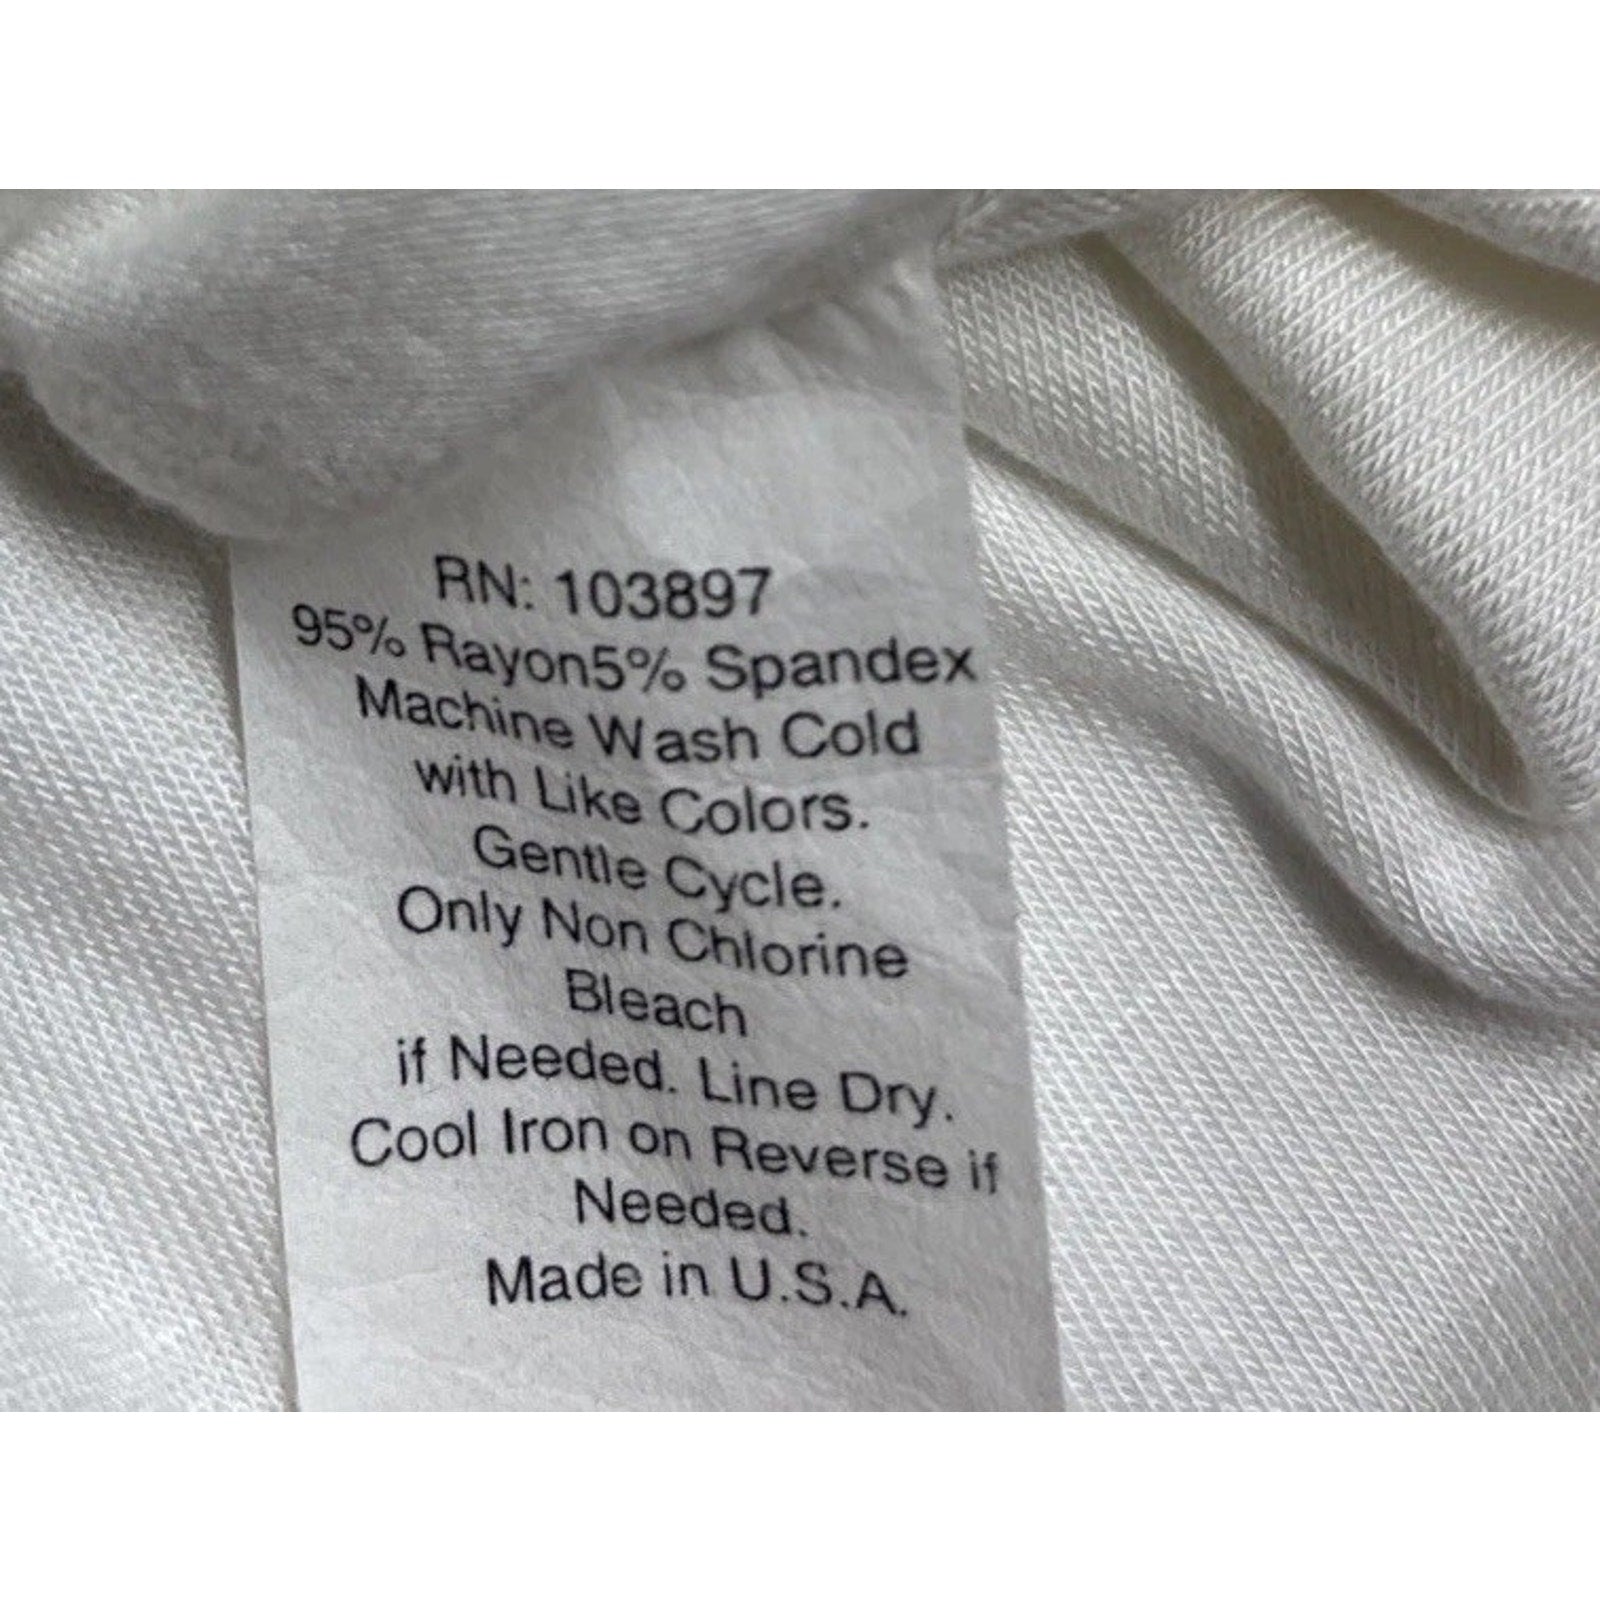 RN: 103897
95% Rayon5% Spandex
Machine Wash Cold
with Like Colors.
Gentle Cycle.
Only Non Chlorine
Bleach
if Needed. Line Dry.
Cool Iron on Reverse if
Needed.
Made in U.S.A.